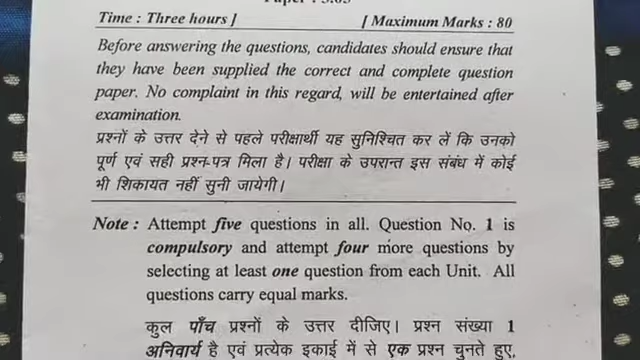 Paper : 3.05
Time : Three hours ] [ Maximum Marks : 80
Before answering the questions, candidates should ensure that
they have been supplied the correct and complete question
paper. No complaint in this regard, will be entertained after
examination.
प्रश्नों के उत्तर देने से पहले परीक्षार्थी यह सुनिश्चित कर लें कि उनको
पूर्ण एवं सही प्रश्न-पत्र मिला है। परीक्षा के उपरान्त इस संबंध में कोई
भी शिकायत नहीं सुनी जायेगी।
Note : Attempt five questions in all. Question No. 1 is
compulsory and attempt four more questions by
selecting at least one question from each Unit. All
questions carry equal marks.
कुल पाँच प्रश्नों के उत्तर दीजिए। प्रश्न संख्या 1
अनिवार्य है एवं प्रत्येक इकाई में से एक प्रश्न चुनते हुए,